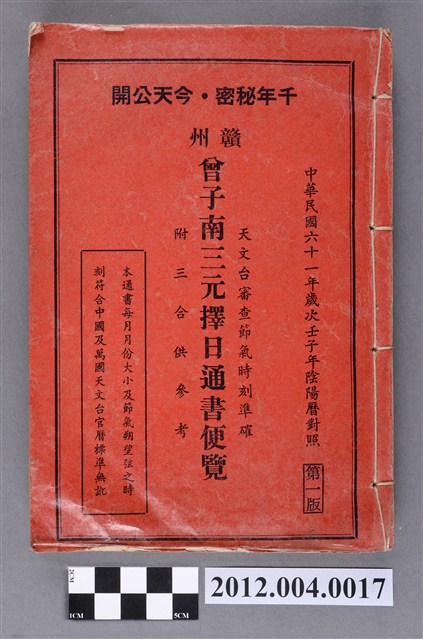 千年秘密・今天公開
中華民國六十一年歲次壬子年陰陽曆對照
第一版
天文台審查節氣時刻準確
贛州
曾子南三元擇日通書便覽
附三合供參考
本通書每月月份大小及節氣朔望弦之時
刻符合中國及萬國天文台官曆標準無訛
2CM
1CM
5CM
2012.004.0017